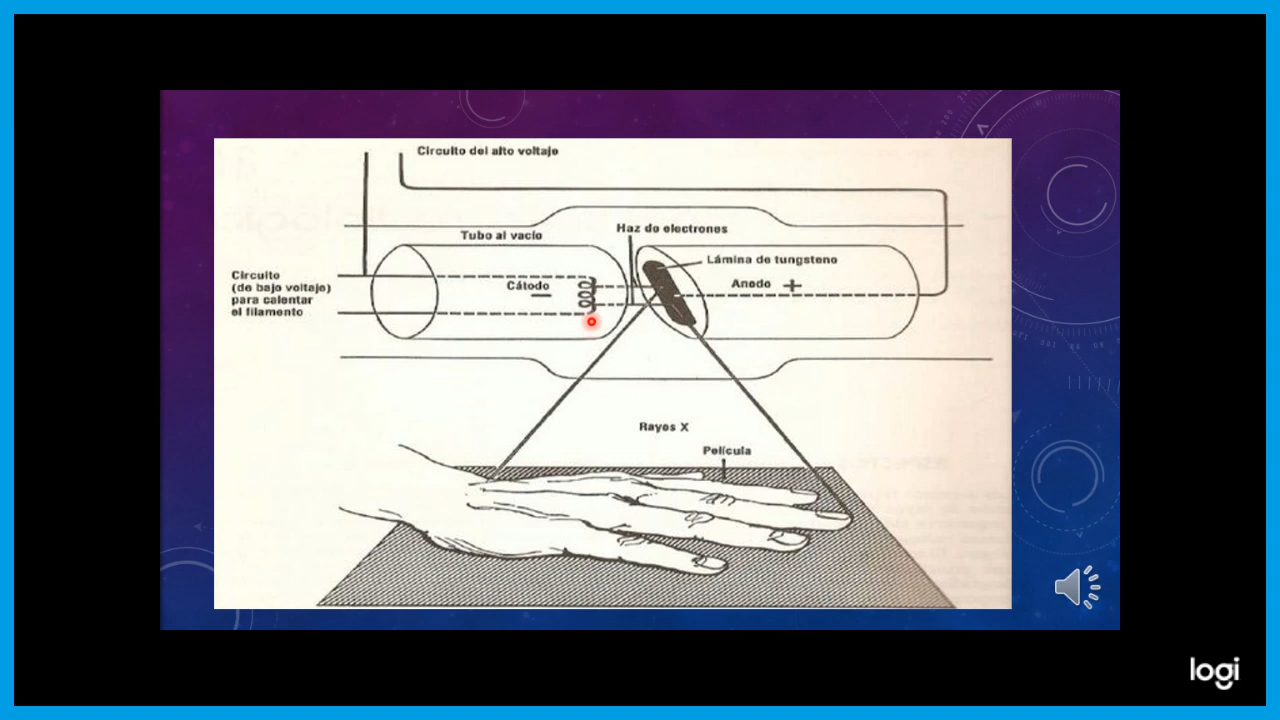 Circuito del alto voltaje
Tubo al vacío
Haz de electrones
Lámina de tungsteno
Circuito
(de bajo voltaje)
para calentar
el filamento
Cátodo
Anodo +
Rayos X
Película
logi